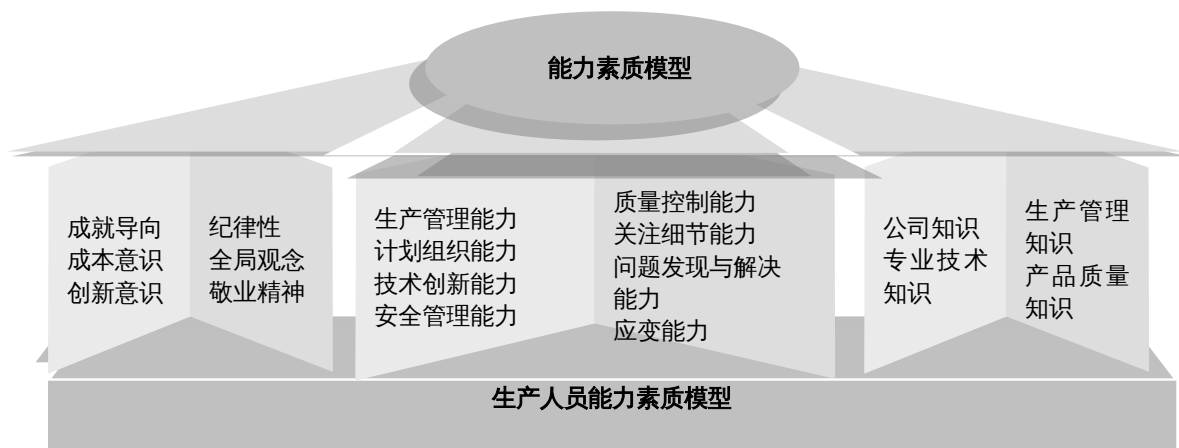 能力素质模型
成就导向
成本意识
创新意识
纪律性
全局观念
敬业精神
生产管理能力
计划组织能力
技术创新能力
安全管理能力
质量控制能力
关注细节能力
问题发现与解决
能力
应变能力
公司知识
专业技术
知识
生产管理
知识
产品质量
知识
生产人员能力素质模型